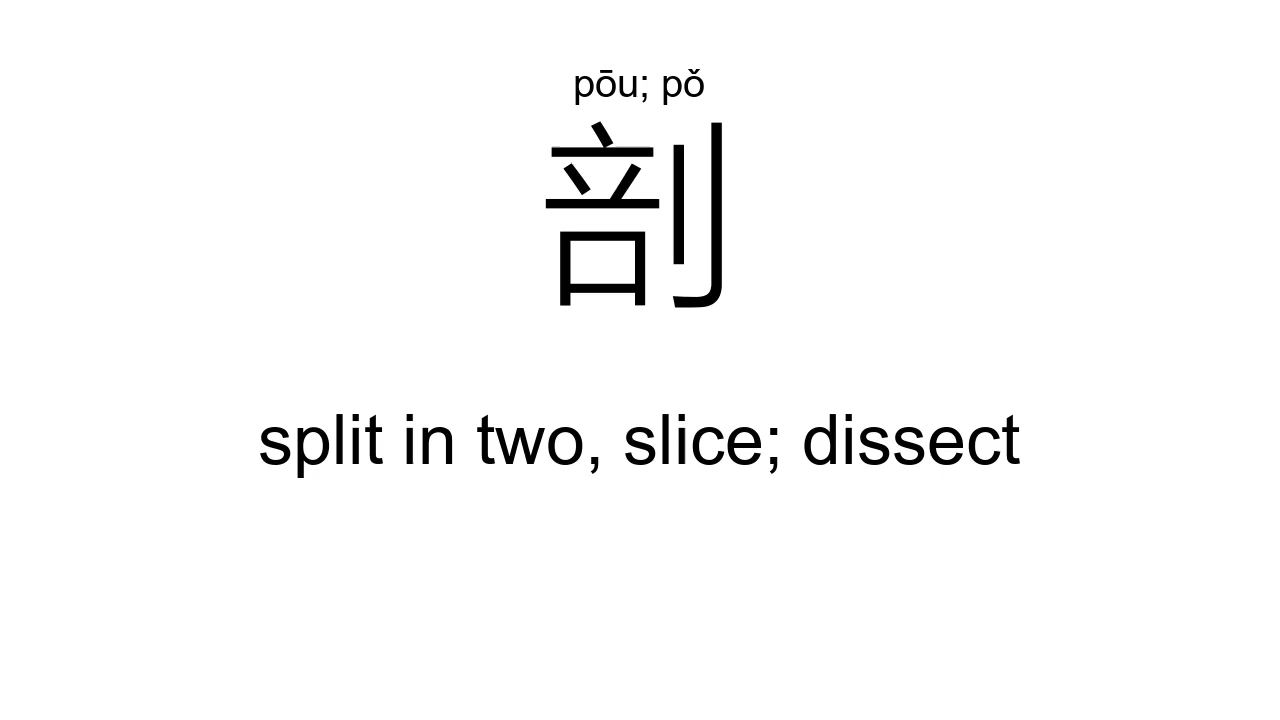 pōu; pǒ
剖
split in two, slice; dissect